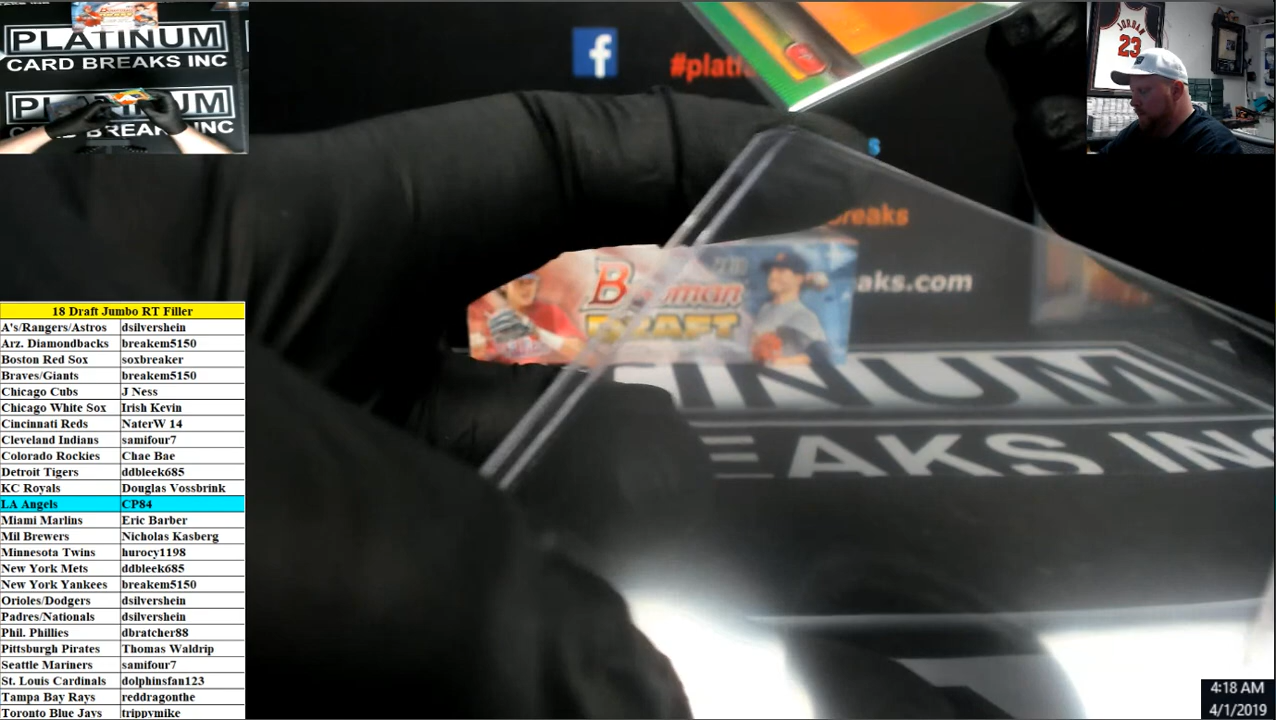 PLATINUM
CARD BREAKS INC
CARD BREAKS INC
#plati
s
reaks
aks.com
JORDAN
23
Bowman
DRAFT
INUM
EAKS INC
18 Draft Jumbo RT Filler
A's/Rangers/Astros dsilvershein
Arz. Diamondbacks breakem5150
Boston Red Sox soxbreaker
Braves/Giants breakem5150
Chicago Cubs J Ness
Chicago White Sox Irish Kevin
Cincinnati Reds NaterW 14
Cleveland Indians samifour7
Colorado Rockies Chae Bae
Detroit Tigers ddbleek685
KC Royals Douglas Vossbrink
LA Angels CP84
Miami Marlins Eric Barber
Mil Brewers Nicholas Kasberg
Minnesota Twins hurocy1198
New York Mets ddbleek685
New York Yankees breakem5150
Orioles/Dodgers dsilvershein
Padres/Nationals dsilvershein
Phil. Phillies dbratcher88
Pittsburgh Pirates Thomas Waldrip
Seattle Mariners samifour7
St. Louis Cardinals dolphinsfan123
Tampa Bay Rays reddragonthe
Toronto Blue Jays trippymike
4:18 AM
4/1/2019